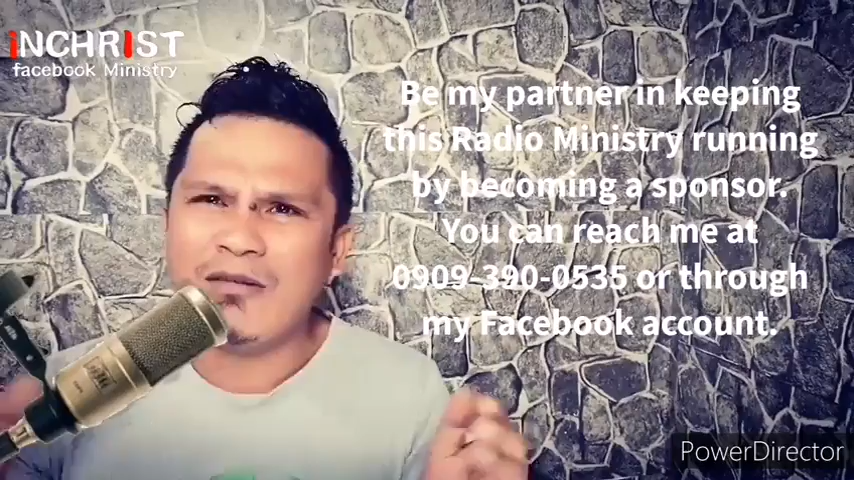 iNCHRIST
facebook Ministry
Be my partner in keeping
this Radio Ministry running
by becoming a sponsor.
You can reach me at
0909-390-0535 or through
my Facebook account.
PowerDirector